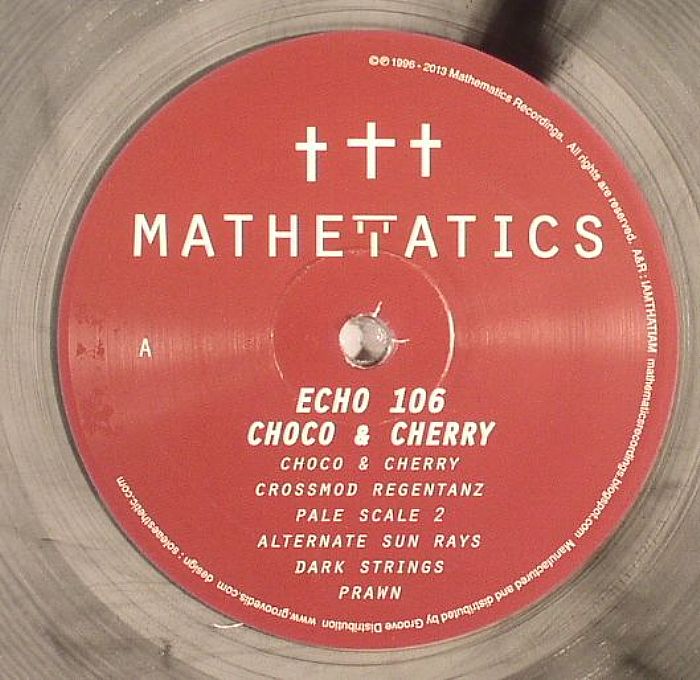 ††† 
MATHEMATICS
A
ECHO 106
CHOCO & CHERRY
CHOCO & CHERRY
CROSSMOD REGENTANZ
PALE SCALE 2
ALTERNATE SUN RAYS
DARK STRINGS
PRAWN
©℗ 1996 - 2013 Mathematics Recordings. All rights are reserved. A&R : IAMTHATIAM mathematicsrecordings.blogspot.com Manufactured and distributed by Groove Distribution www.groovedis.com design : soleaesthetic.com